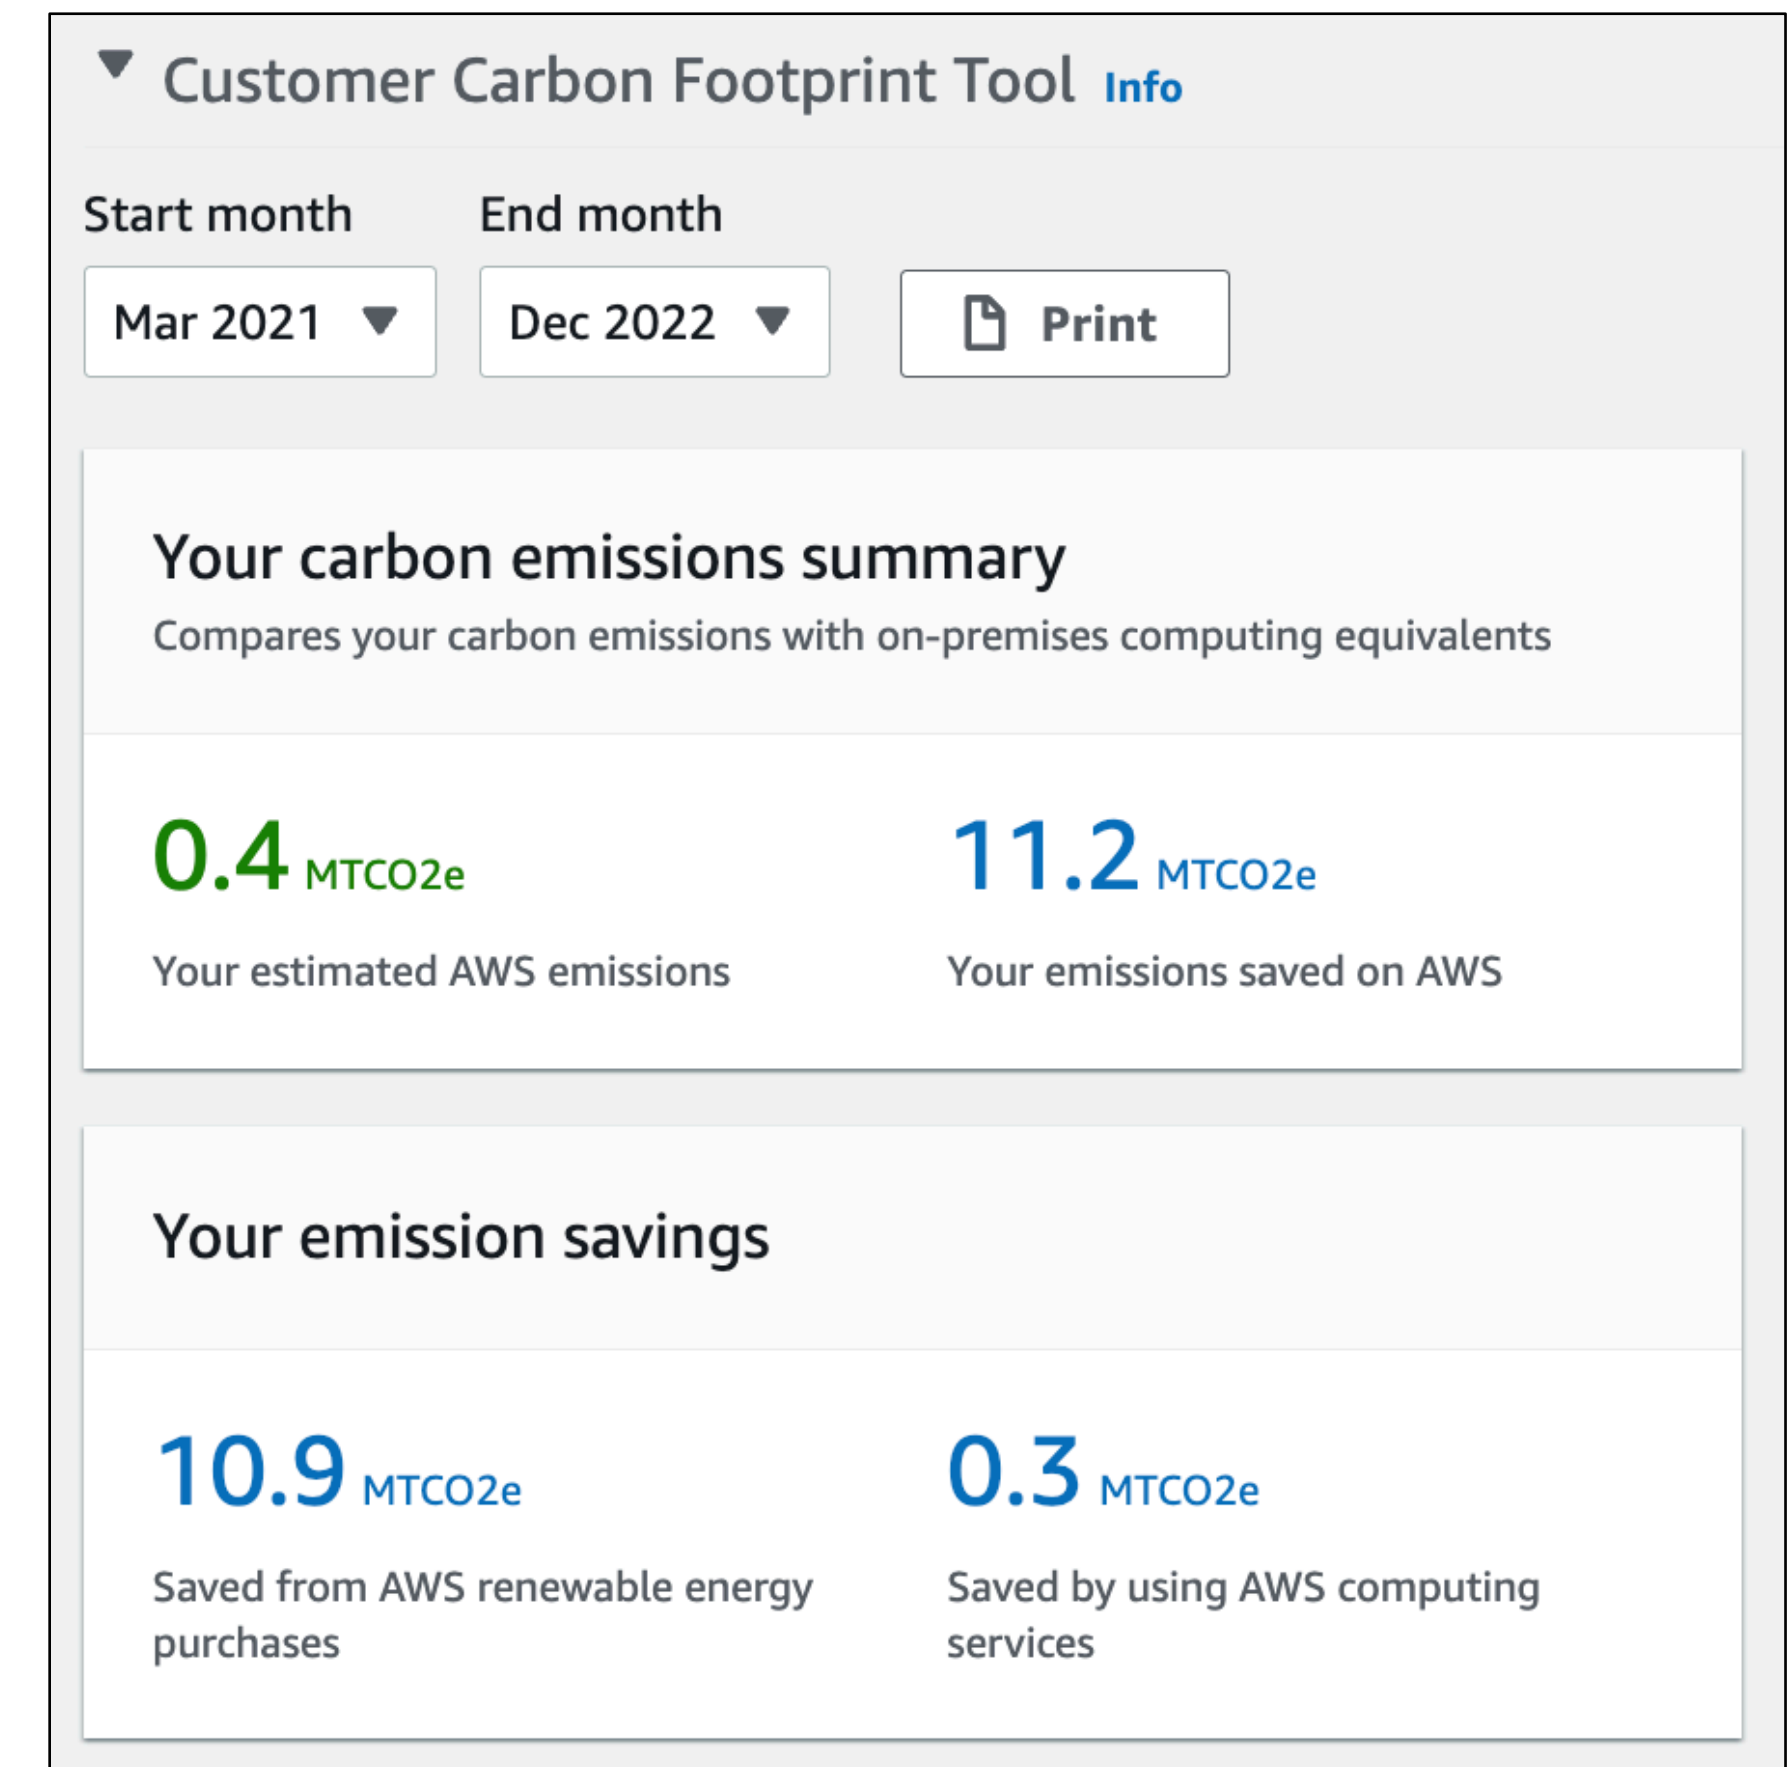 Customer Carbon Footprint Tool Info
Start month End month
Mar 2021 Dec 2022 Print
Your carbon emissions summary
Compares your carbon emissions with on-premises computing equivalents
0.4 MTCO2e 11.2 MTCO2e
Your estimated AWS emissions Your emissions saved on AWS
Your emission savings
10.9 MTCO2e 0.3 MTCO2e
Saved from AWS renewable energy Saved by using AWS computing
purchases services